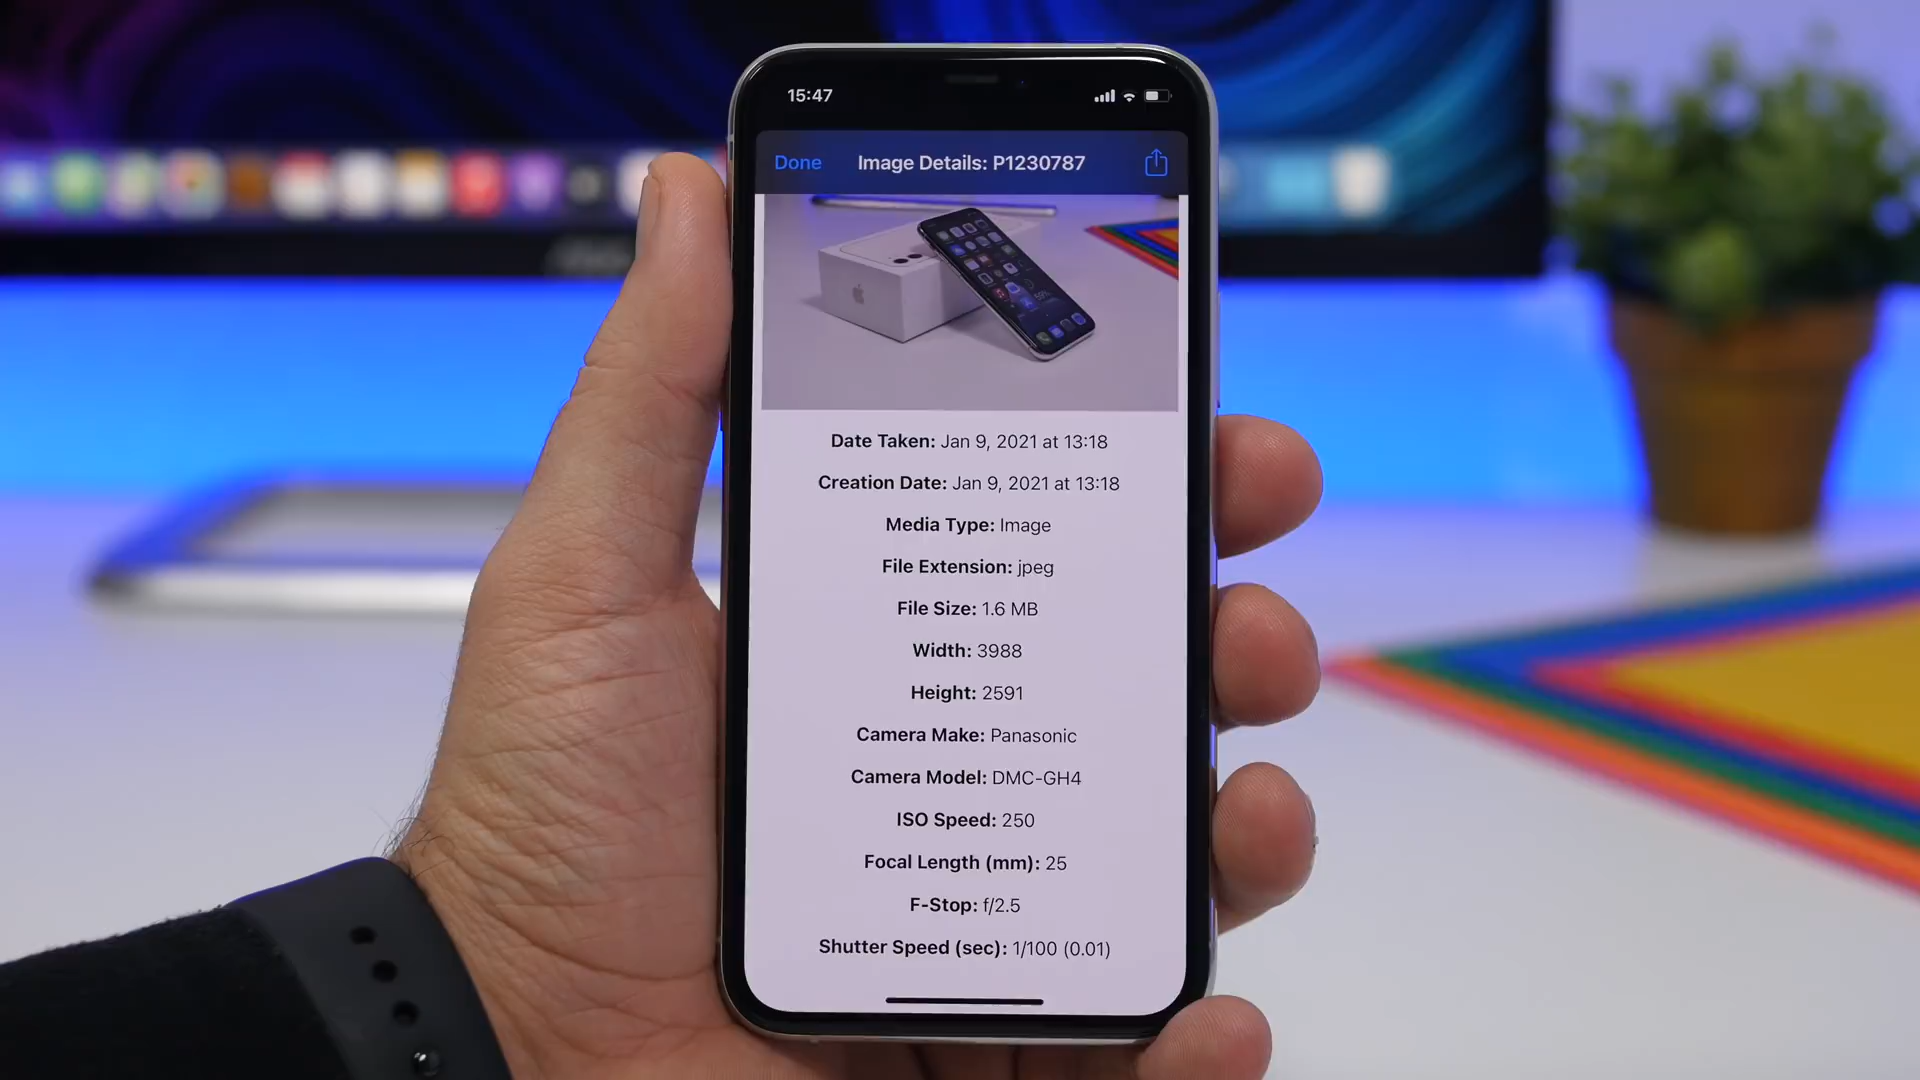 15:47
Done Image Details: P1230787
Date Taken: Jan 9, 2021 at 13:18
Creation Date: Jan 9, 2021 at 13:18
Media Type: Image
File Extension: jpeg
File Size: 1.6 MB
Width: 3988
Height: 2591
Camera Make: Panasonic
Camera Model: DMC-GH4
ISO Speed: 250
Focal Length (mm): 25
F-Stop: f/2.5
Shutter Speed (sec): 1/100 (0.01)